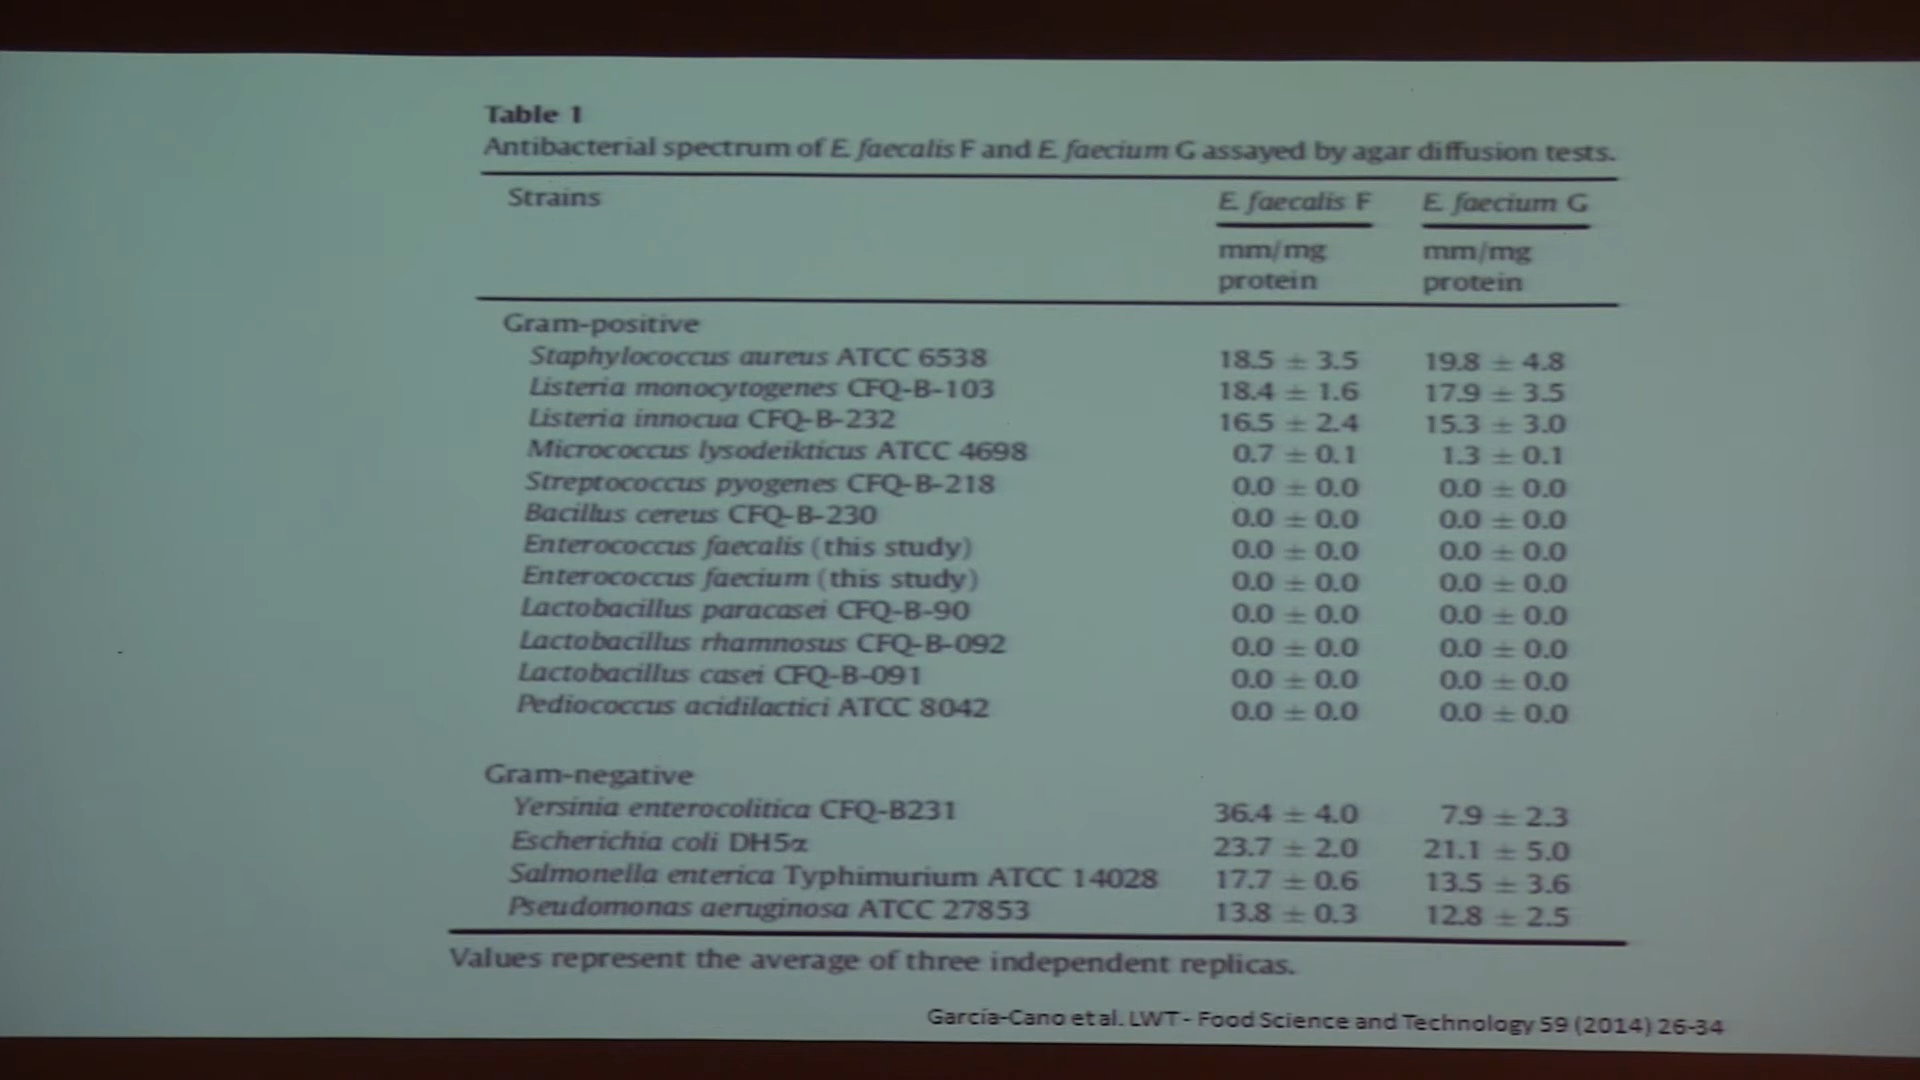 Table 1
Antibacterial spectrum of E. faecalis F and E. faecium G assayed by agar diffusion tests.
Strains E. faecalis F E. faecium G
mm/mg mm/mg
protein protein
Gram-positive
Staphylococcus aureus ATCC 6538 18.5 ± 3.5 19.8 ± 4.8
Listeria monocytogenes CFQ-B-103 18.4 ± 1.6 17.9 ± 3.5
Listeria innocua CFQ-B-232 16.5 ± 2.4 15.3 ± 3.0
Micrococcus lysodeikticus ATCC 4698 0.7 ± 0.1 1.3 ± 0.1
Streptococcus pyogenes CFQ-B-218 0.0 ± 0.0 0.0 ± 0.0
Bacillus cereus CFQ-B-230 0.0 ± 0.0 0.0 ± 0.0
Enterococcus faecalis (this study) 0.0 ± 0.0 0.0 ± 0.0
Enterococcus faecium (this study) 0.0 ± 0.0 0.0 ± 0.0
Lactobacillus paracasei CFQ-B-90 0.0 ± 0.0 0.0 ± 0.0
Lactobacillus rhamnosus CFQ-B-092 0.0 ± 0.0 0.0 ± 0.0
Lactobacillus casei CFQ-B-091 0.0 ± 0.0 0.0 ± 0.0
Pediococcus acidilactici ATCC 8042 0.0 ± 0.0 0.0 ± 0.0
Gram-negative
Yersinia enterocolitica CFQ-B231 36.4 ± 4.0 7.9 ± 2.3
Escherichia coli DH5α 23.7 ± 2.0 21.1 ± 5.0
Salmonella enterica Typhimurium ATCC 14028 17.7 ± 0.6 13.5 ± 3.6
Pseudomonas aeruginosa ATCC 27853 13.8 ± 0.3 12.8 ± 2.5
Values represent the average of three independent replicas.
García-Cano et al. LWT - Food Science and Technology 59 (2014) 26-34